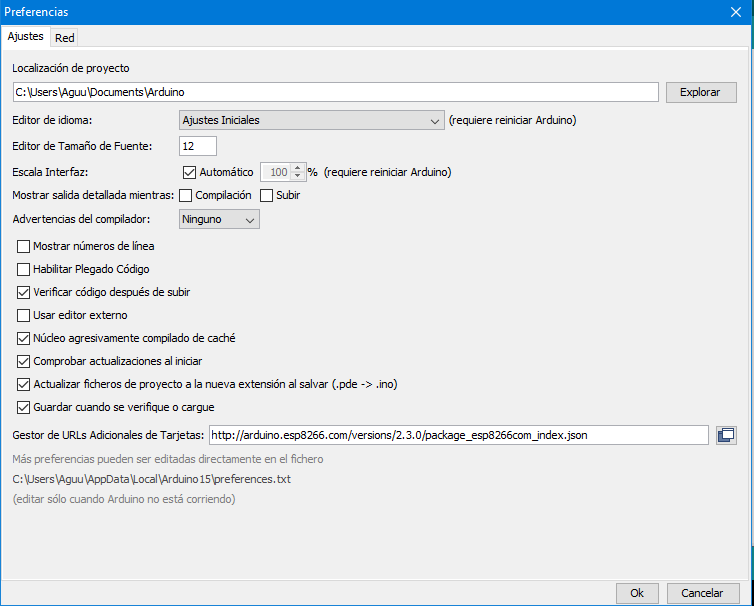 Preferencias
Ajustes Red
Localización de proyecto
C:\Users\Aguu\Documents\Arduino Explorar
Editor de idioma: Ajustes Iniciales (requiere reiniciar Arduino)
Editor de Tamaño de Fuente: 12
Escala Interfaz: Automático 100 % (requiere reiniciar Arduino)
Mostrar salida detallada mientras: Compilación Subir
Advertencias del compilador: Ninguno
Mostrar números de línea
Habilitar Plegado Código
Verificar código después de subir
Usar editor externo
Núcleo agresivamente compilado de caché
Comprobar actualizaciones al iniciar
Actualizar ficheros de proyecto a la nueva extensión al salvar (.pde -> .ino)
Guardar cuando se verifique o cargue
Gestor de URLs Adicionales de Tarjetas: http://arduino.esp8266.com/versions/2.3.0/package_esp8266com_index.json
Más preferencias pueden ser editadas directamente en el fichero
C:\Users\Aguu\AppData\Local\Arduino15\preferences.txt
(editar sólo cuando Arduino no está corriendo)
Ok Cancelar